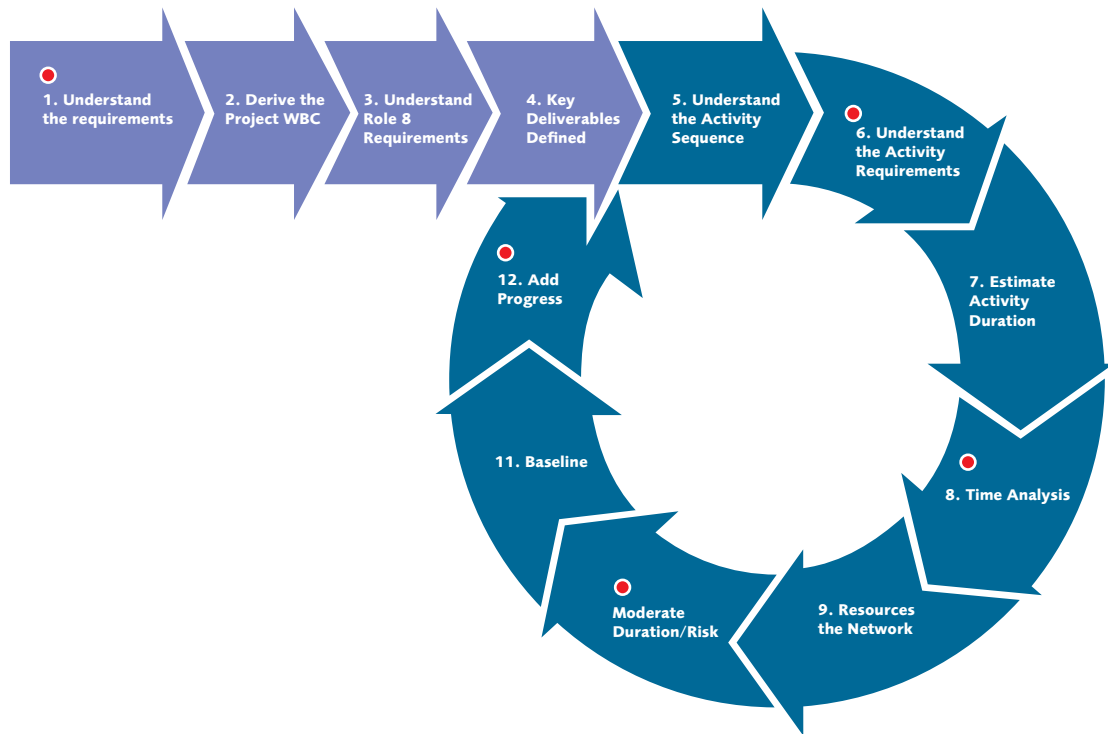 1. Understand
the requirements
2. Derive the
Project WBC
3. Understand
Role 8
Requirements
4. Key
Deliverables
Defined
5. Understand
the Activity
Sequence
6. Understand
the Activity
Requirements
7. Estimate
Activity
Duration
8. Time Analysis
9. Resources
the Network
Moderate
Duration/Risk
11. Baseline
12. Add
Progress